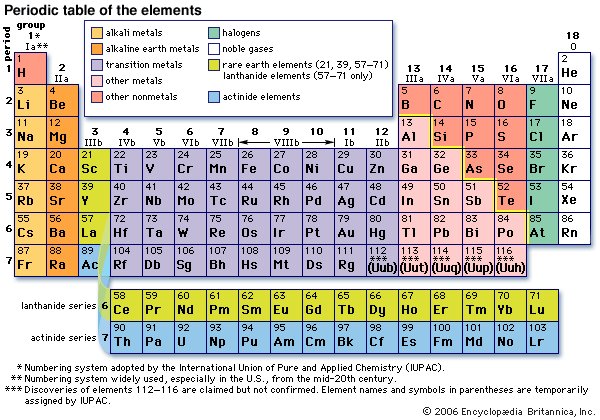 Periodic table of the elements
group
period
1*
Ia**
18
0
alkali metals
halogens
alkaline earth metals
noble gases
transition metals
rare earth elements (21, 39, 57–71)
lanthanide elements (57–71 only)
other metals
other nonmetals
actinide elements
2
IIa
13 14 15 16 17
IIIa IVa Va VIa VIIa
3 4 5 6 7 8 9 10 11 12
IIIb IVb Vb VIb VIIb VIIIb Ib IIb
1
1 2
H He
2
3 4 5 6 7 8 9 10
Li Be B C N O F Ne
3
11 12 13 14 15 16 17 18
Na Mg Al Si P S Cl Ar
4
19 20 21 22 23 24 25 26 27 28 29 30 31 32 33 34 35 36
K Ca Sc Ti V Cr Mn Fe Co Ni Cu Zn Ga Ge As Se Br Kr
5
37 38 39 40 41 42 43 44 45 46 47 48 49 50 51 52 53 54
Rb Sr Y Zr Nb Mo Tc Ru Rh Pd Ag Cd In Sn Sb Te I Xe
6
55 56 57 72 73 74 75 76 77 78 79 80 81 82 83 84 85 86
Cs Ba La Hf Ta W Re Os Ir Pt Au Hg Tl Pb Bi Po At Rn
7
87 88 89 104 105 106 107 108 109 110 111 112 113 114 115 116
*** *** *** *** ***
Fr Ra Ac Rf Db Sg Bh Hs Mt Ds Rg (Uub) (Uut) (Uuq) (Uup) (Uuh)
lanthanide series 6
58 59 60 61 62 63 64 65 66 67 68 69 70 71
Ce Pr Nd Pm Sm Eu Gd Tb Dy Ho Er Tm Yb Lu
actinide series 7
90 91 92 93 94 95 96 97 98 99 100 101 102 103
Th Pa U Np Pu Am Cm Bk Cf Es Fm Md No Lr
* Numbering system adopted by the International Union of Pure and Applied Chemistry (IUPAC).
** Numbering system widely used, especially in the U.S., from the mid-20th century.
*** Discoveries of elements 112–116 are claimed but not confirmed. Element names and symbols in parentheses are temporarily
assigned by IUPAC.
© 2006 Encyclopædia Britannica, Inc.